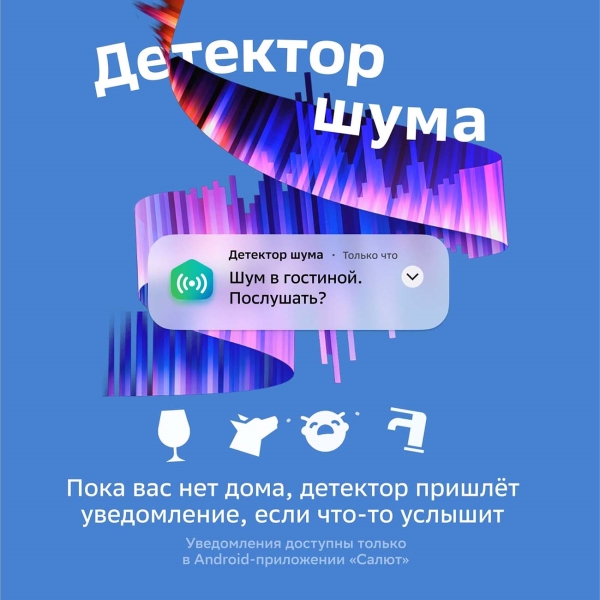 Детектор
шума
Детектор шума · Только что
Шум в гостиной.
Послушать?
Пока вас нет дома, детектор пришлёт
уведомление, если что-то услышит
Уведомления доступны только
в Android-приложении «Салют»